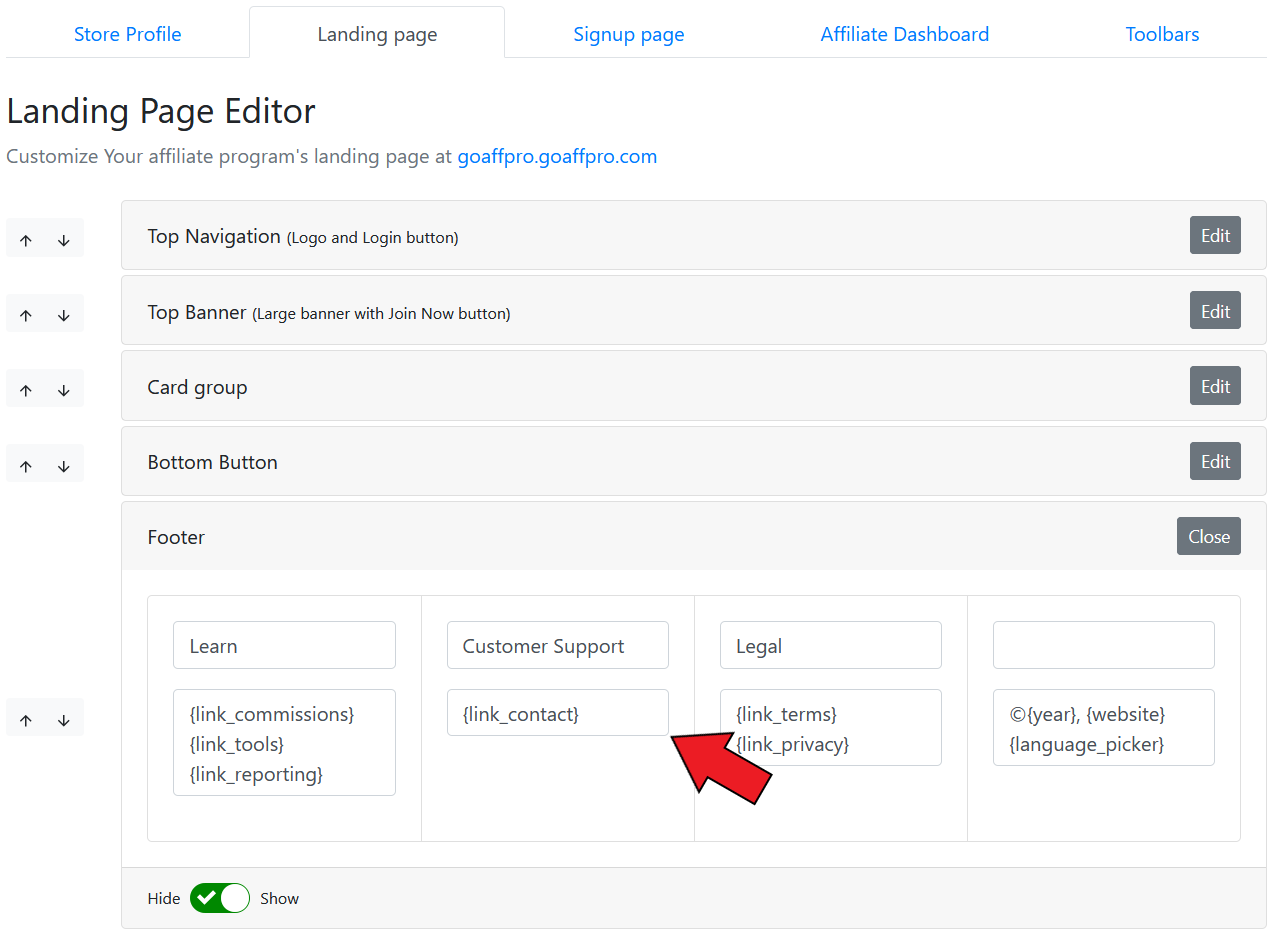 Store Profile
Landing page
Signup page
Affiliate Dashboard
Toolbars
Landing Page Editor
Customize Your affiliate program's landing page at goaffpro.goaffpro.com
Top Navigation (Logo and Login button)
Edit
Top Banner (Large banner with Join Now button)
Edit
Card group
Edit
Bottom Button
Edit
Footer
Close
Learn
{link_commissions}
{link_tools}
{link_reporting}
Customer Support
{link_contact}
Legal
{link_terms}
{link_privacy}
©{year}, {website}
{language_picker}
Hide
Show